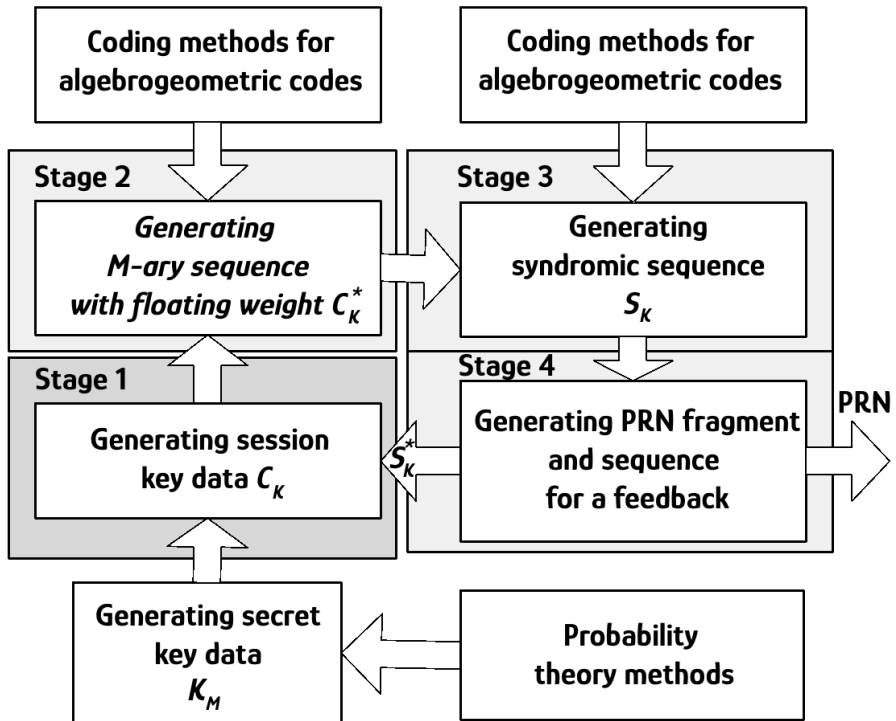 Coding methods for
algebrogeometric codes
Coding methods for
algebrogeometric codes
Stage 2
Generating
M-ary sequence
with floating weight C*K
Stage 3
Generating
syndromic sequence
SK
Stage 1
Generating session
key data CK
S*K
Stage 4
Generating PRN fragment
and sequence
for a feedback
PRN
Generating secret
key data
KM
Probability
theory methods